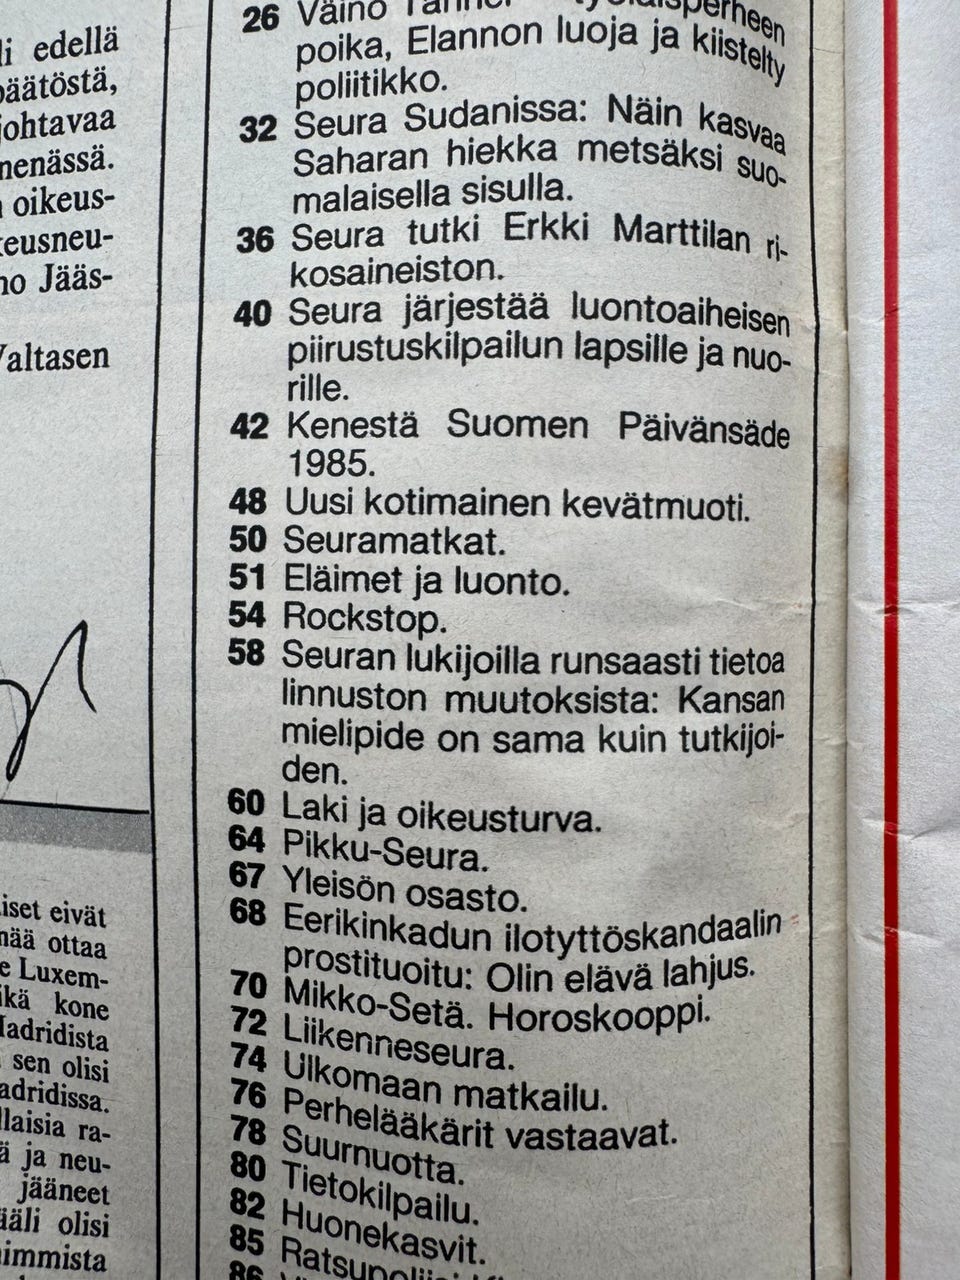 li edellä
päätöstä,
johtavaa
nenässä.
oikeus-
keusneu-
no Jääs-
Valtasen
iset eivät
nää ottaa
e Luxem-
ikä kone
Madridista
sen olisi
adridissa.
llaisia ra-
ä ja neu-
jääneet
ääli olisi
immista
26 Väinö Tanner
poika, Elannon luoja ja kiistelty
poliitikko.
32 Seura Sudanissa: Näin kasvaa
Saharan hiekka metsäksi suo-
malaisella sisulla.
36 Seura tutki Erkki Marttilan ri-
kosaineiston.
40 Seura järjestää luontoaiheisen
piirustuskilpailun lapsille ja nuo-
rille.
42 Kenestä Suomen Päivänsäde
1985.
48 Uusi kotimainen kevätmuoti.
50 Seuramatkat.
51 Eläimet ja luonto.
54 Rockstop.
58 Seuran lukijoilla runsaasti tietoa
linnuston muutoksista: Kansan
mielipide on sama kuin tutkijoi-
den.
60 Laki ja oikeusturva.
64 Pikku-Seura.
67 Yleisön osasto.
68 Eerikinkadun ilotyttöskandaalin
prostituoitu: Olin elävä lahjus.
70 Mikko-Setä. Horoskooppi.
72 Liikenneseura.
74 Ulkomaan matkailu.
76 Perhelääkärit vastaavat.
78 Suurnuotta.
80 Tietokilpailu.
82 Huonekasvit.
85
86